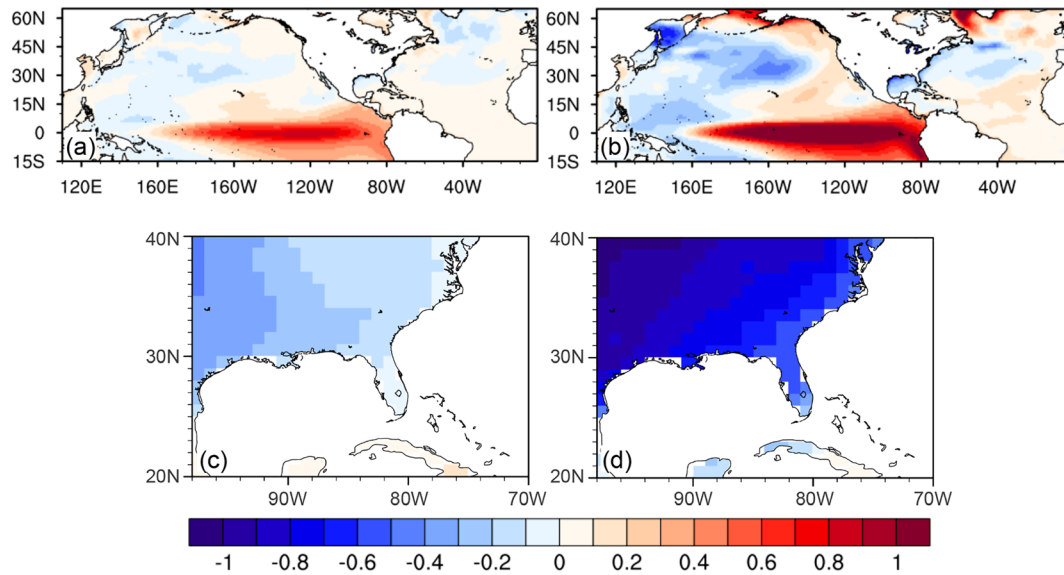 60N
45N
30N
15N
0
15S
(a)
120E 160E 160W 120W 80W 40W
60N
45N
30N
15N
0
15S
(b)
120E 160E 160W 120W 80W 40W
40N
30N
20N
(c)
90W 80W 70W
40N
30N
20N
(d)
90W 80W 70W
-1 -0.8 -0.6 -0.4 -0.2 0 0.2 0.4 0.6 0.8 1